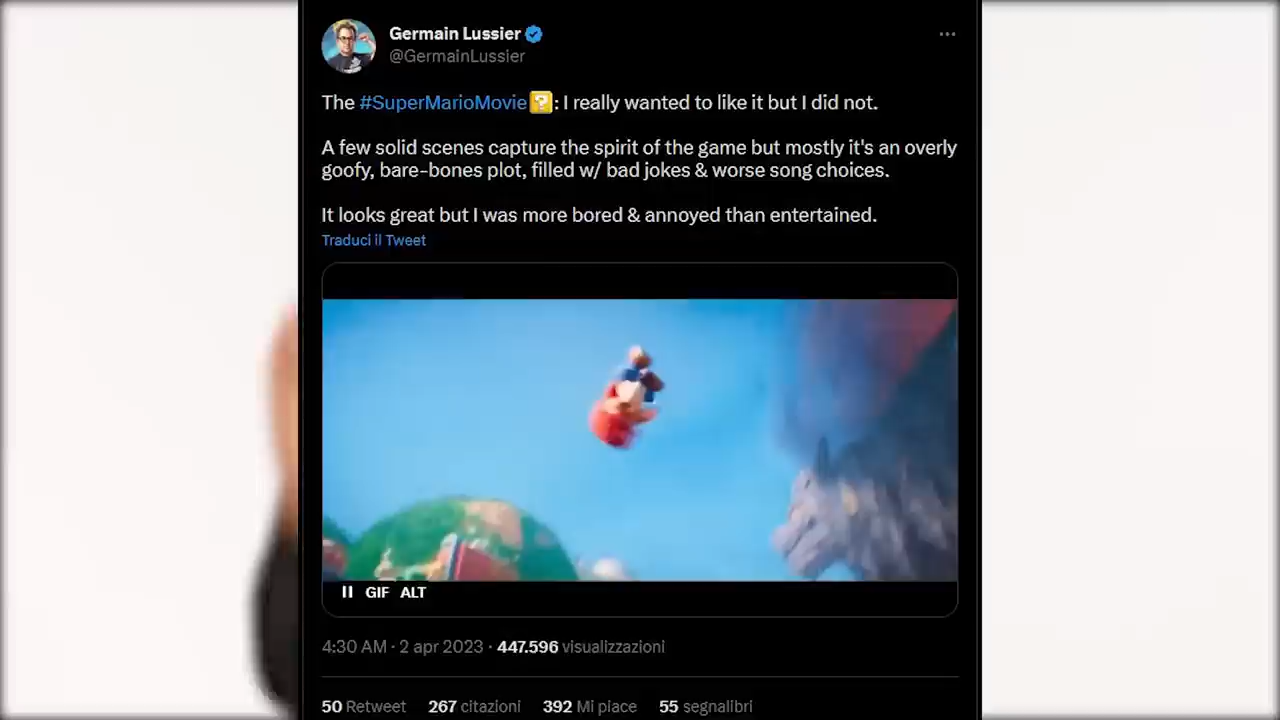 Germain Lussier
@GermainLussier
The #SuperMarioMovie: I really wanted to like it but I did not.
A few solid scenes capture the spirit of the game but mostly it's an overly
goofy, bare-bones plot, filled w/ bad jokes & worse song choices.
It looks great but I was more bored & annoyed than entertained.
Traduci il Tweet
GIF ALT
4:30 AM · 2 apr 2023 · 447.596 visualizzazioni
50 Retweet 267 citazioni 392 Mi piace 55 segnalibri